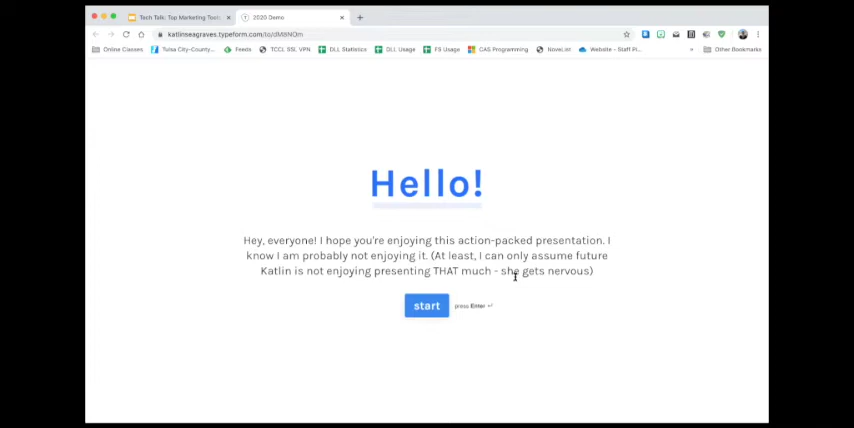 Tech Talk: Top Marketing Tools
2020 Demo
katlinseagraves.typeform.com/to/dM8NOm
Online Classes
Tulsa City-County...
Feeds
TCCL SSL VPN
DLL Statistics
DLL Usage
FS Usage
CAS Programming
NoveList
Website - Staff Pl...
»
Other Bookmarks
Hello!
Hey, everyone! I hope you're enjoying this action-packed presentation. I
know I am probably not enjoying it. (At least, I can only assume future
Katlin is not enjoying presenting THAT much - she gets nervous)
start
press Enter ↵